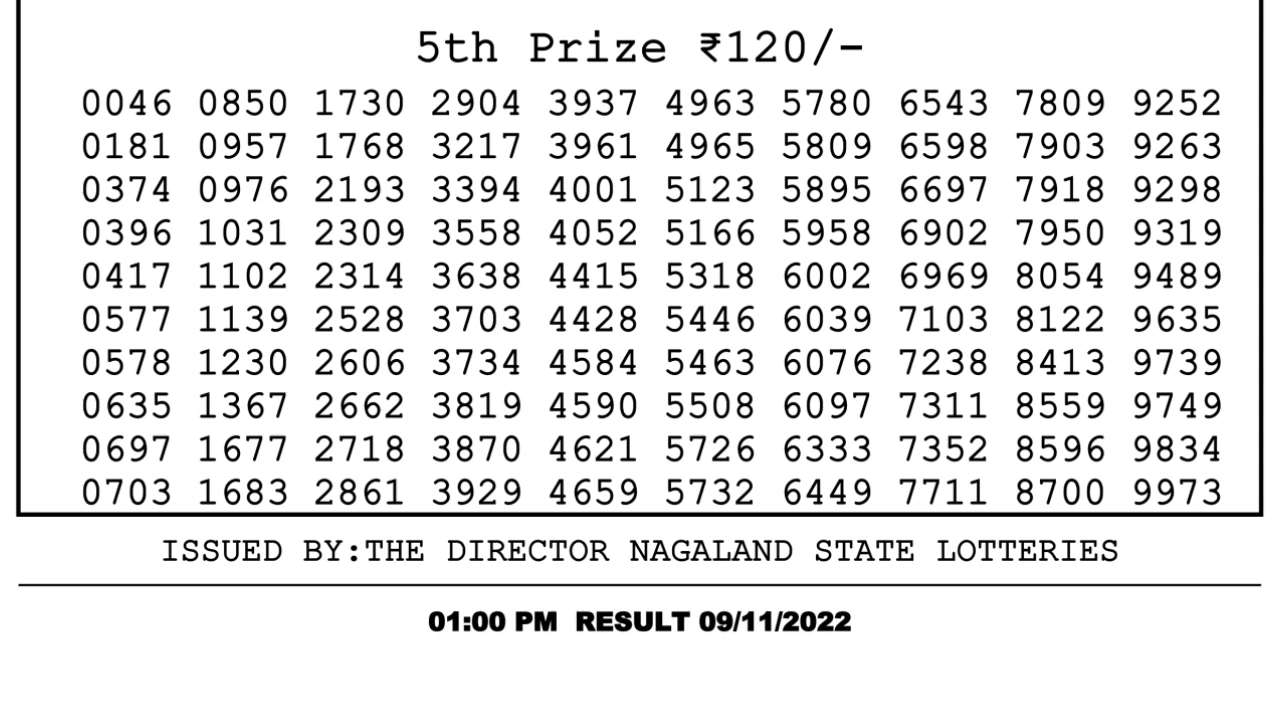 5th Prize ₹120/-
0046 0850 1730 2904 3937 4963 5780 6543 7809 9252
0181 0957 1768 3217 3961 4965 5809 6598 7903 9263
0374 0976 2193 3394 4001 5123 5895 6697 7918 9298
0396 1031 2309 3558 4052 5166 5958 6902 7950 9319
0417 1102 2314 3638 4415 5318 6002 6969 8054 9489
0577 1139 2528 3703 4428 5446 6039 7103 8122 9635
0578 1230 2606 3734 4584 5463 6076 7238 8413 9739
0635 1367 2662 3819 4590 5508 6097 7311 8559 9749
0697 1677 2718 3870 4621 5726 6333 7352 8596 9834
0703 1683 2861 3929 4659 5732 6449 7711 8700 9973
ISSUED BY:THE DIRECTOR NAGALAND STATE LOTTERIES
01:00 PM RESULT 09/11/2022